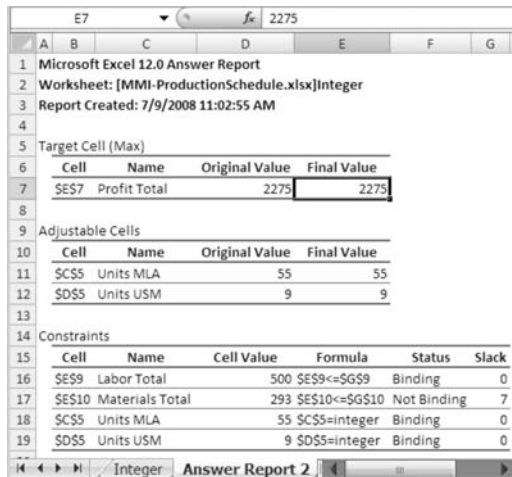 E7 fx 2275
A B C D E F G
1 Microsoft Excel 12.0 Answer Report
2 Worksheet: [MMI-ProductionSchedule.xlsx]Integer
3 Report Created: 7/9/2008 11:02:55 AM
4
5 Target Cell (Max)
6 Cell Name Original Value Final Value
7 $E$7 Profit Total 2275 2275
8
9 Adjustable Cells
10 Cell Name Original Value Final Value
11 $C$5 Units MLA 55 55
12 $D$5 Units USM 9 9
13
14 Constraints
15 Cell Name Cell Value Formula Status Slack
16 $E$9 Labor Total 500 $E$9<=$G$9 Binding 0
17 $E$10 Materials Total 293 $E$10<=$G$10 Not Binding 7
18 $C$5 Units MLA 55 $C$5=integer Binding 0
19 $D$5 Units USM 9 $D$5=integer Binding 0
Integer Answer Report 2